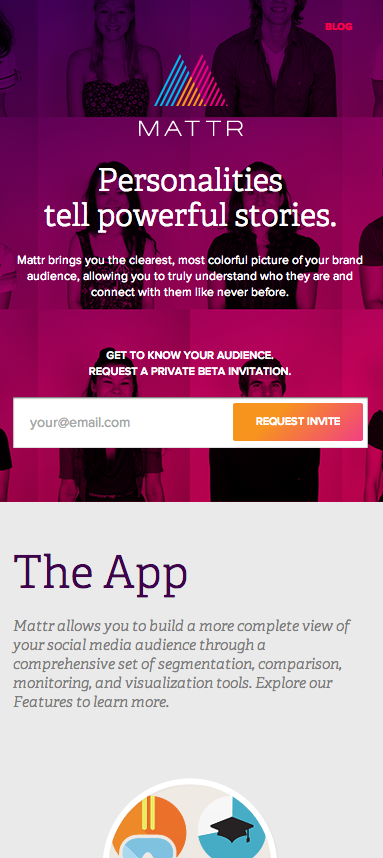 BLOG
MATTR
Personalities
tell powerful stories.
Mattr brings you the clearest, most colorful picture of your brand
audience, allowing you to truly understand who they are and
connect with them like never before.
GET TO KNOW YOUR AUDIENCE.
REQUEST A PRIVATE BETA INVITATION.
your@email.com
REQUEST INVITE
The App
Mattr allows you to build a more complete view of
your social media audience through a
comprehensive set of segmentation, comparison,
monitoring, and visualization tools. Explore our
Features to learn more.